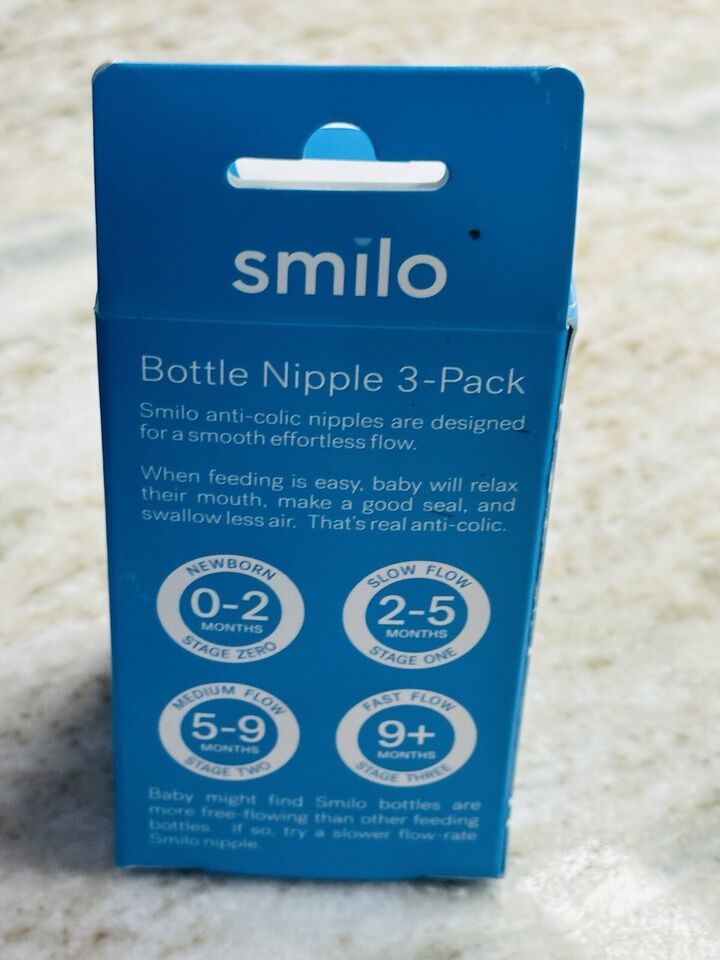 smilo
Bottle Nipple 3-Pack
Smilo anti-colic nipples are designed
for a smooth effortless flow.
When feeding is easy, baby will relax
their mouth, make a good seal, and
swallow less air. That's real anti-colic.
NEWBORN
0-2
MONTHS
STAGE ZERO
SLOW FLOW
2-5
MONTHS
STAGE ONE
MEDIUM FLOW
5-9
MONTHS
STAGE TWO
FAST FLOW
9+
MONTHS
STAGE THREE
Baby might find Smilo bottles are
more free-flowing than other feeding
bottles. If so, try a slower flow-rate
Smilo nipple.